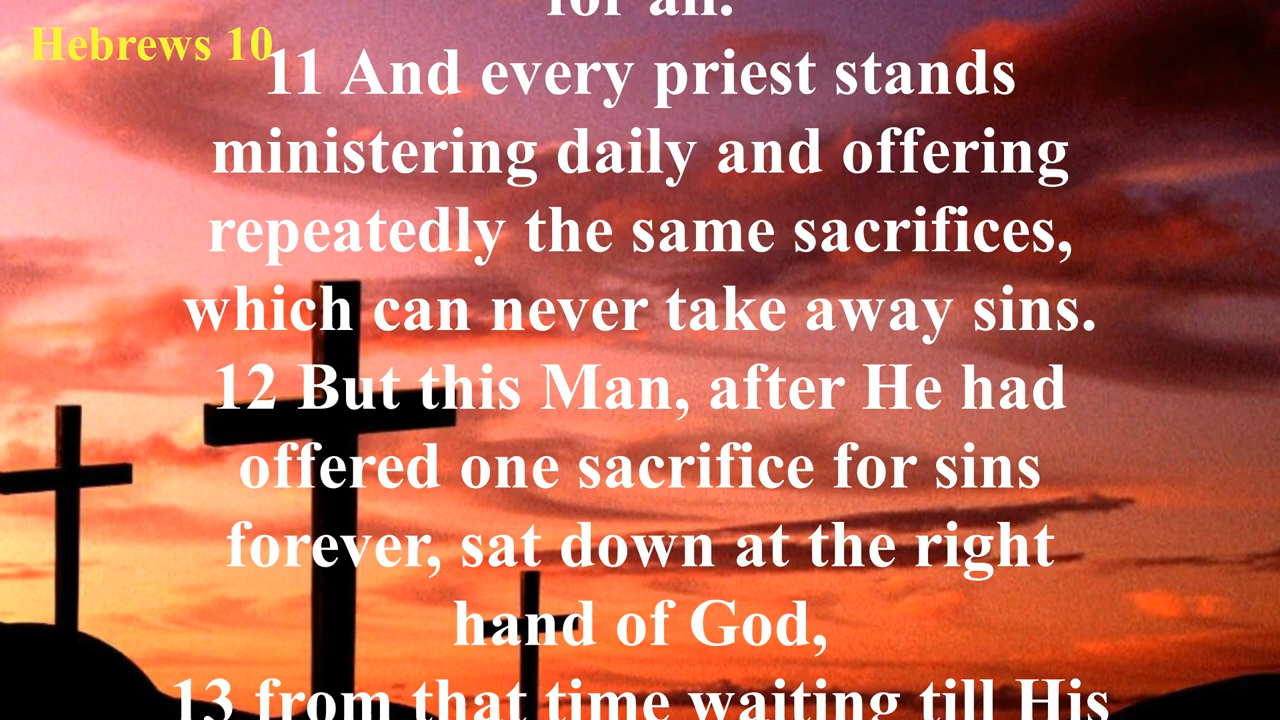 for all.
Hebrews 10
11 And every priest stands
ministering daily and offering
repeatedly the same sacrifices,
which can never take away sins.
12 But this Man, after He had
offered one sacrifice for sins
forever, sat down at the right
hand of God,
13 from that time waiting till His